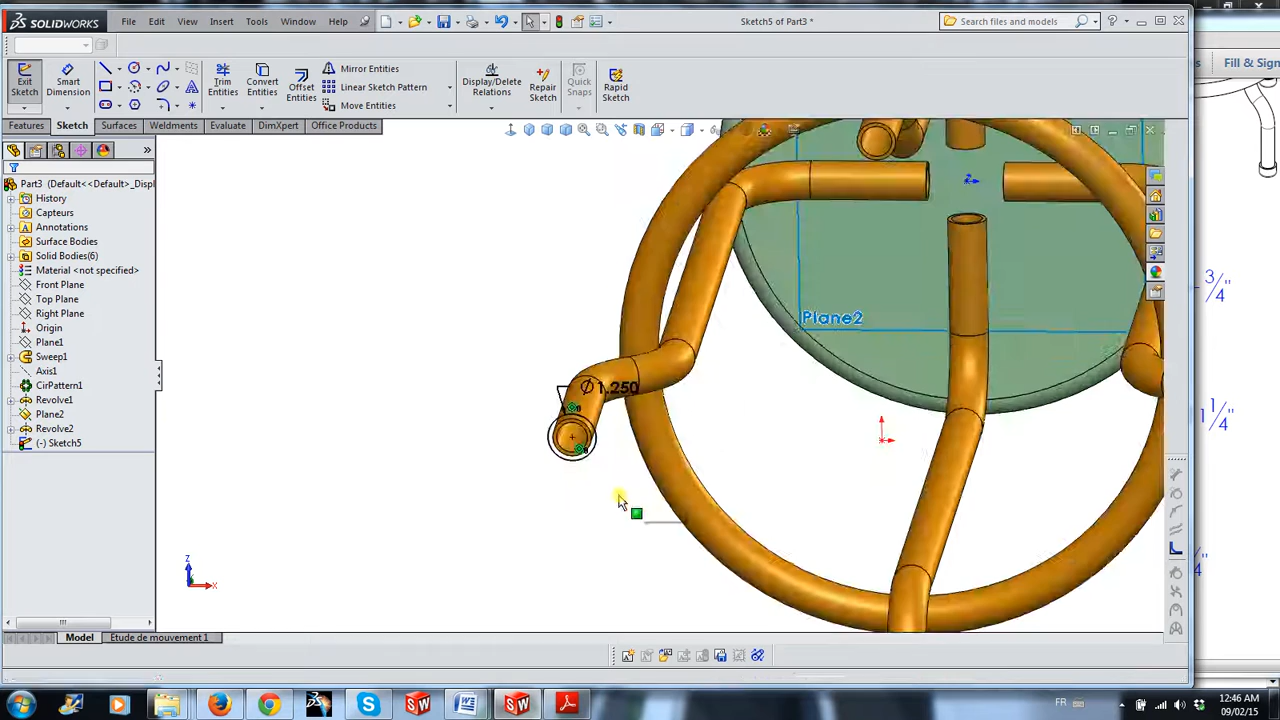 SOLIDWORKS
File Edit View Insert Tools Window Help
Sketch5 of Part3 *
Search files and models
Exit Sketch
Smart Dimension
Trim Entities
Convert Entities
Offset Entities
Mirror Entities
Linear Sketch Pattern
Move Entities
Display/Delete Relations
Repair Sketch
Quick Snaps
Rapid Sketch
Fill & Sign
Features Sketch Surfaces Weldments Evaluate DimXpert Office Products
Part3 (Default<<Default>_Displ
History
Capteurs
Annotations
Surface Bodies
Solid Bodies(6)
Material <not specified>
Front Plane
Top Plane
Right Plane
Origin
Plane1
Sweep1
Axis1
CirPattern1
Revolve1
Plane2
Revolve2
(-) Sketch5
Plane2
Ø1.250
Z
X
3/4"
1 1/4"
Model Etude de mouvement 1
FR
12:46 AM
09/02/15